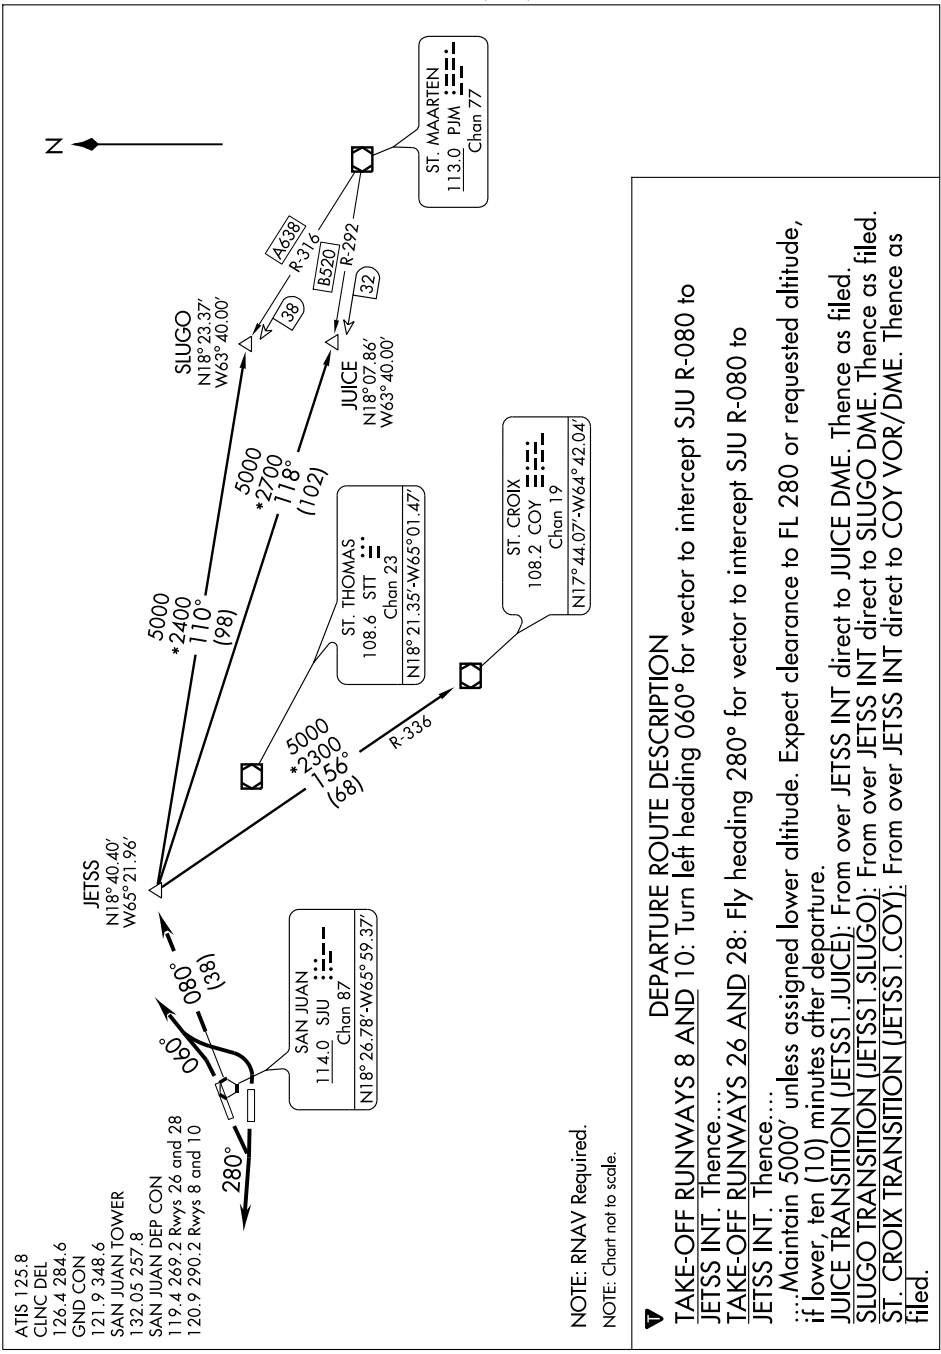 ATIS 125.8
CLNC DEL
126.4 284.6
GND CON
121.9 348.6
SAN JUAN TOWER
132.05 257.8
SAN JUAN DEP CON
119.4 269.2 Rwys 26 and 28
120.9 290.2 Rwys 8 and 10
280°
060°
080°
(38)
SAN JUAN
114.0 SJU
Chan 87
N18° 26.78′-W65° 59.37′
JETSS
N18° 40.40′
W65° 21.96′
5000
*2400
110°
(98)
5000
*2700
118°
(102)
5000
*2300
156°
(68)
R-336
ST. THOMAS
108.6 STT
Chan 23
N18° 21.35′-W65° 01.47′
ST. CROIX
108.2 COY
Chan 19
N17° 44.07′-W64° 42.04′
SLUGO
N18° 23.37′
W63° 40.00′
JUICE
N18° 07.86′
W63° 40.00′
38
A638
R-316
32
B520
R-292
ST. MAARTEN
113.0 PJM
Chan 77
N
NOTE: RNAV Required.
NOTE: Chart not to scale.
T
DEPARTURE ROUTE DESCRIPTION
TAKE-OFF RUNWAYS 8 AND 10: Turn left heading 060° for vector to intercept SJU R-080 to
JETSS INT. Thence....
TAKE-OFF RUNWAYS 26 AND 28: Fly heading 280° for vector to intercept SJU R-080 to
JETSS INT. Thence....
....Maintain 5000′ unless assigned lower altitude. Expect clearance to FL 280 or requested altitude,
if lower, ten (10) minutes after departure.
JUICE TRANSITION (JETSS1.JUICE): From over JETSS INT direct to JUICE DME. Thence as filed.
SLUGO TRANSITION (JETSS1.SLUGO): From over JETSS INT direct to SLUGO DME. Thence as filed.
ST. CROIX TRANSITION (JETSS1.COY): From over JETSS INT direct to COY VOR/DME. Thence as
filed.